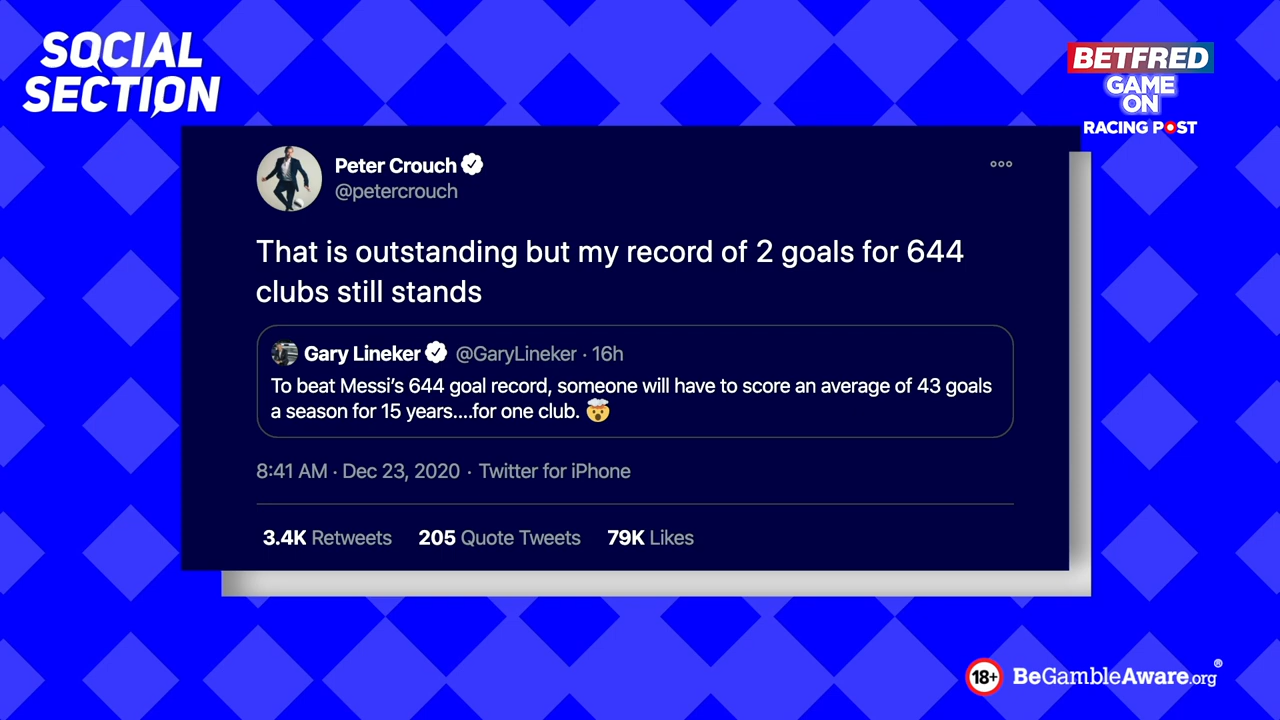 SOCIAL
SECTION
BETFRED
GAME
ON
RACING POST
Peter Crouch
@petercrouch
That is outstanding but my record of 2 goals for 644
clubs still stands
Gary Lineker @GaryLineker · 16h
To beat Messi's 644 goal record, someone will have to score an average of 43 goals
a season for 15 years....for one club. 🤯
8:41 AM · Dec 23, 2020 · Twitter for iPhone
3.4K Retweets 205 Quote Tweets 79K Likes
18+ BeGambleAware.org®